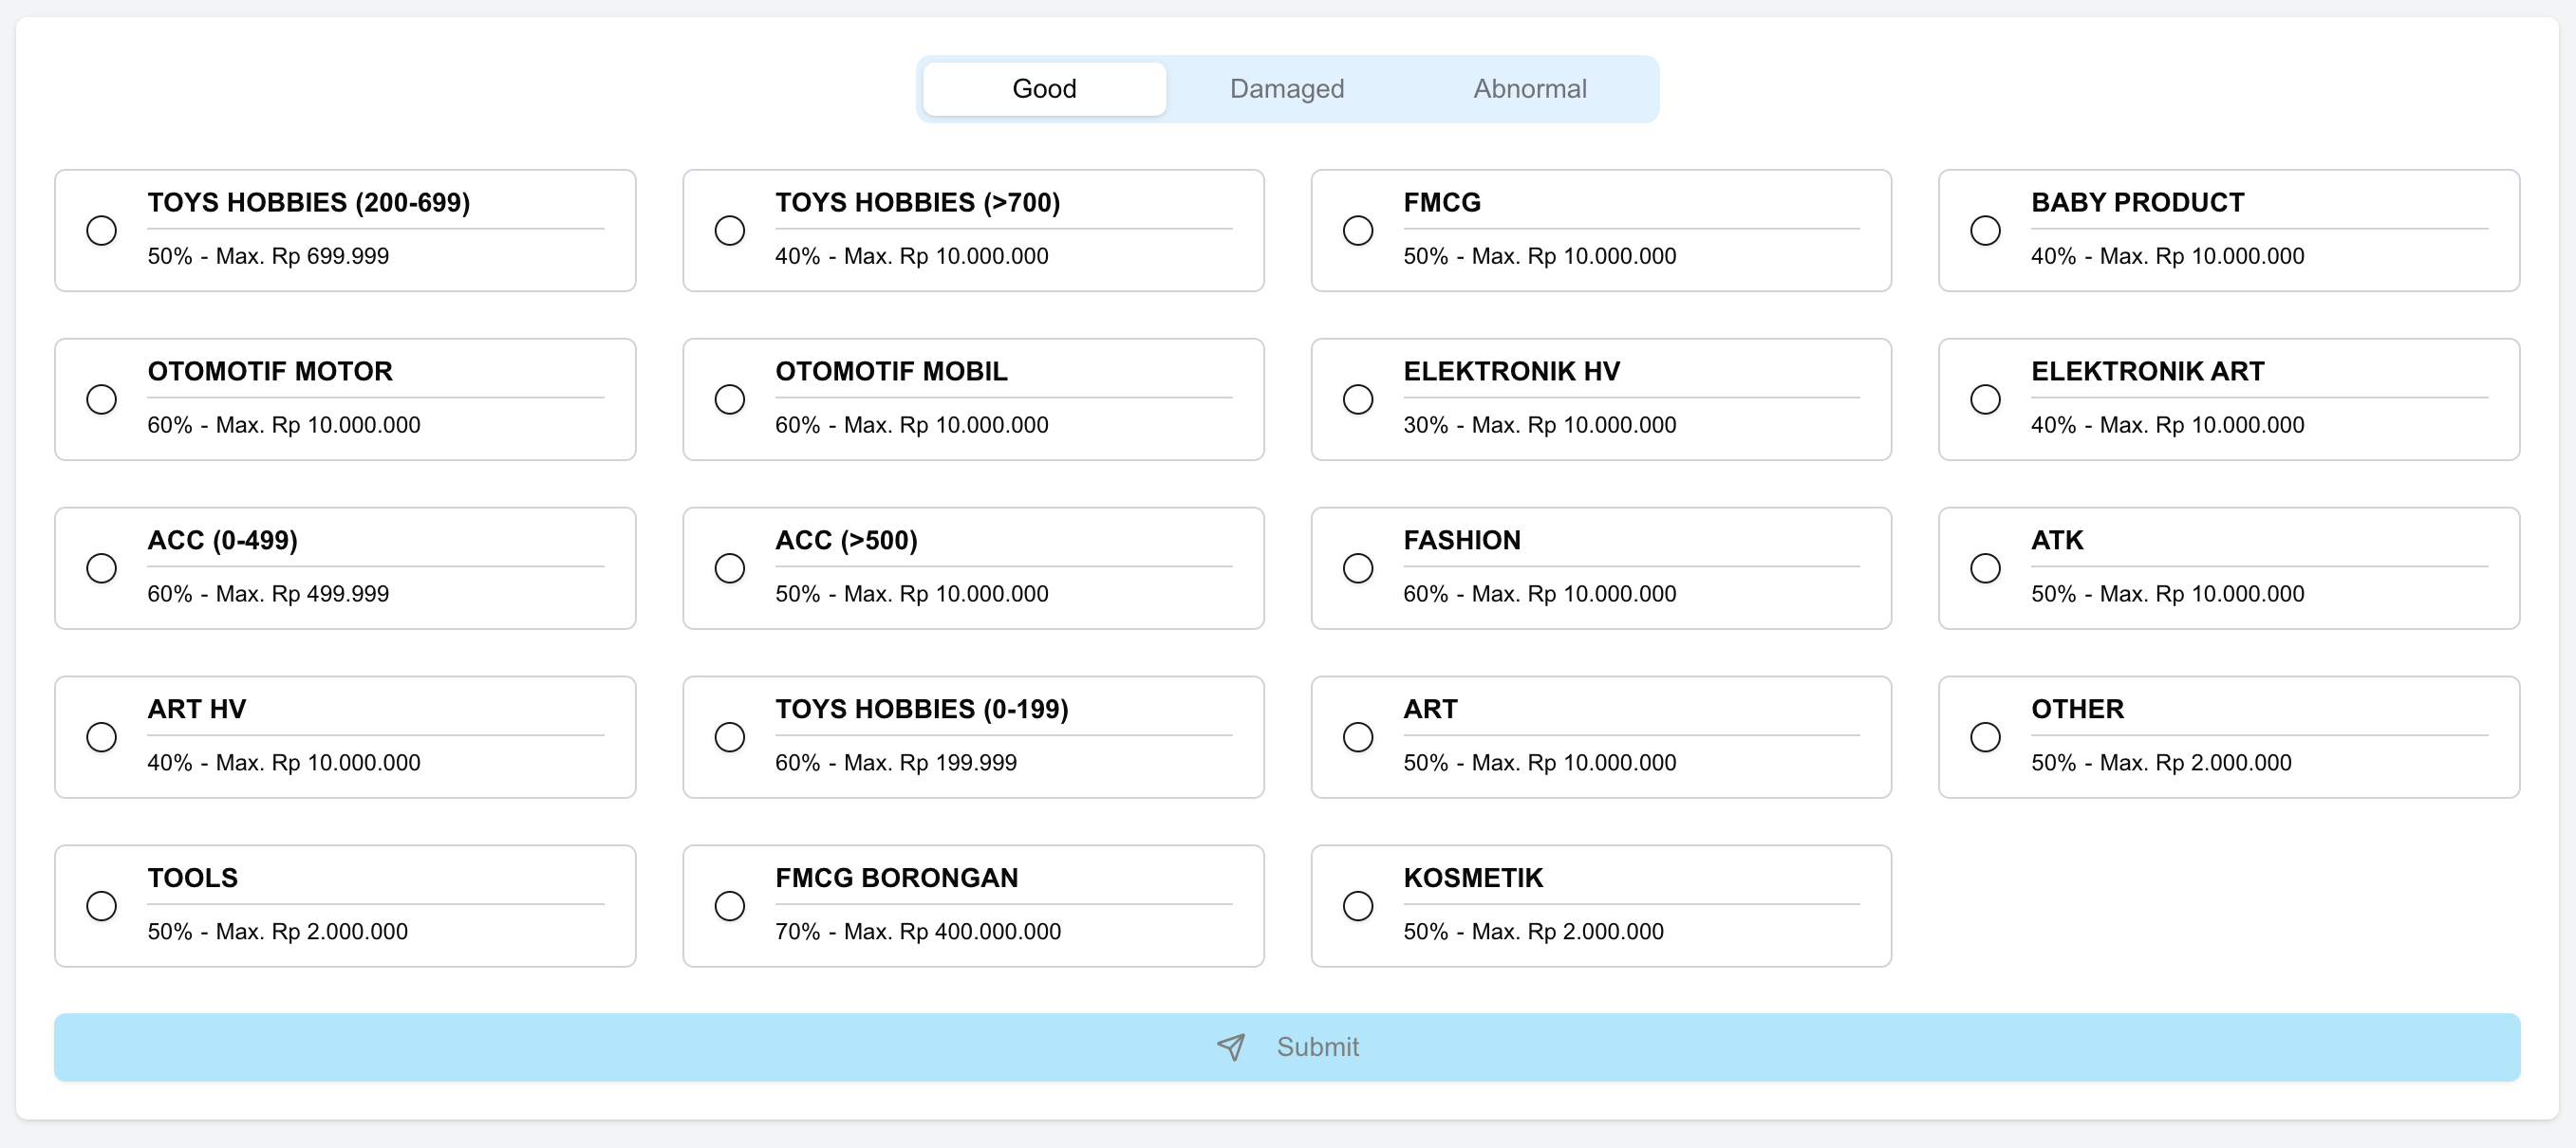 Good
Damaged
Abnormal
TOYS HOBBIES (200-699)
50% - Max. Rp 699.999
TOYS HOBBIES (>700)
40% - Max. Rp 10.000.000
FMCG
50% - Max. Rp 10.000.000
BABY PRODUCT
40% - Max. Rp 10.000.000
OTOMOTIF MOTOR
60% - Max. Rp 10.000.000
OTOMOTIF MOBIL
60% - Max. Rp 10.000.000
ELEKTRONIK HV
30% - Max. Rp 10.000.000
ELEKTRONIK ART
40% - Max. Rp 10.000.000
ACC (0-499)
60% - Max. Rp 499.999
ACC (>500)
50% - Max. Rp 10.000.000
FASHION
60% - Max. Rp 10.000.000
ATK
50% - Max. Rp 10.000.000
ART HV
40% - Max. Rp 10.000.000
TOYS HOBBIES (0-199)
60% - Max. Rp 199.999
ART
50% - Max. Rp 10.000.000
OTHER
50% - Max. Rp 2.000.000
TOOLS
50% - Max. Rp 2.000.000
FMCG BORONGAN
70% - Max. Rp 400.000.000
KOSMETIK
50% - Max. Rp 2.000.000
Submit